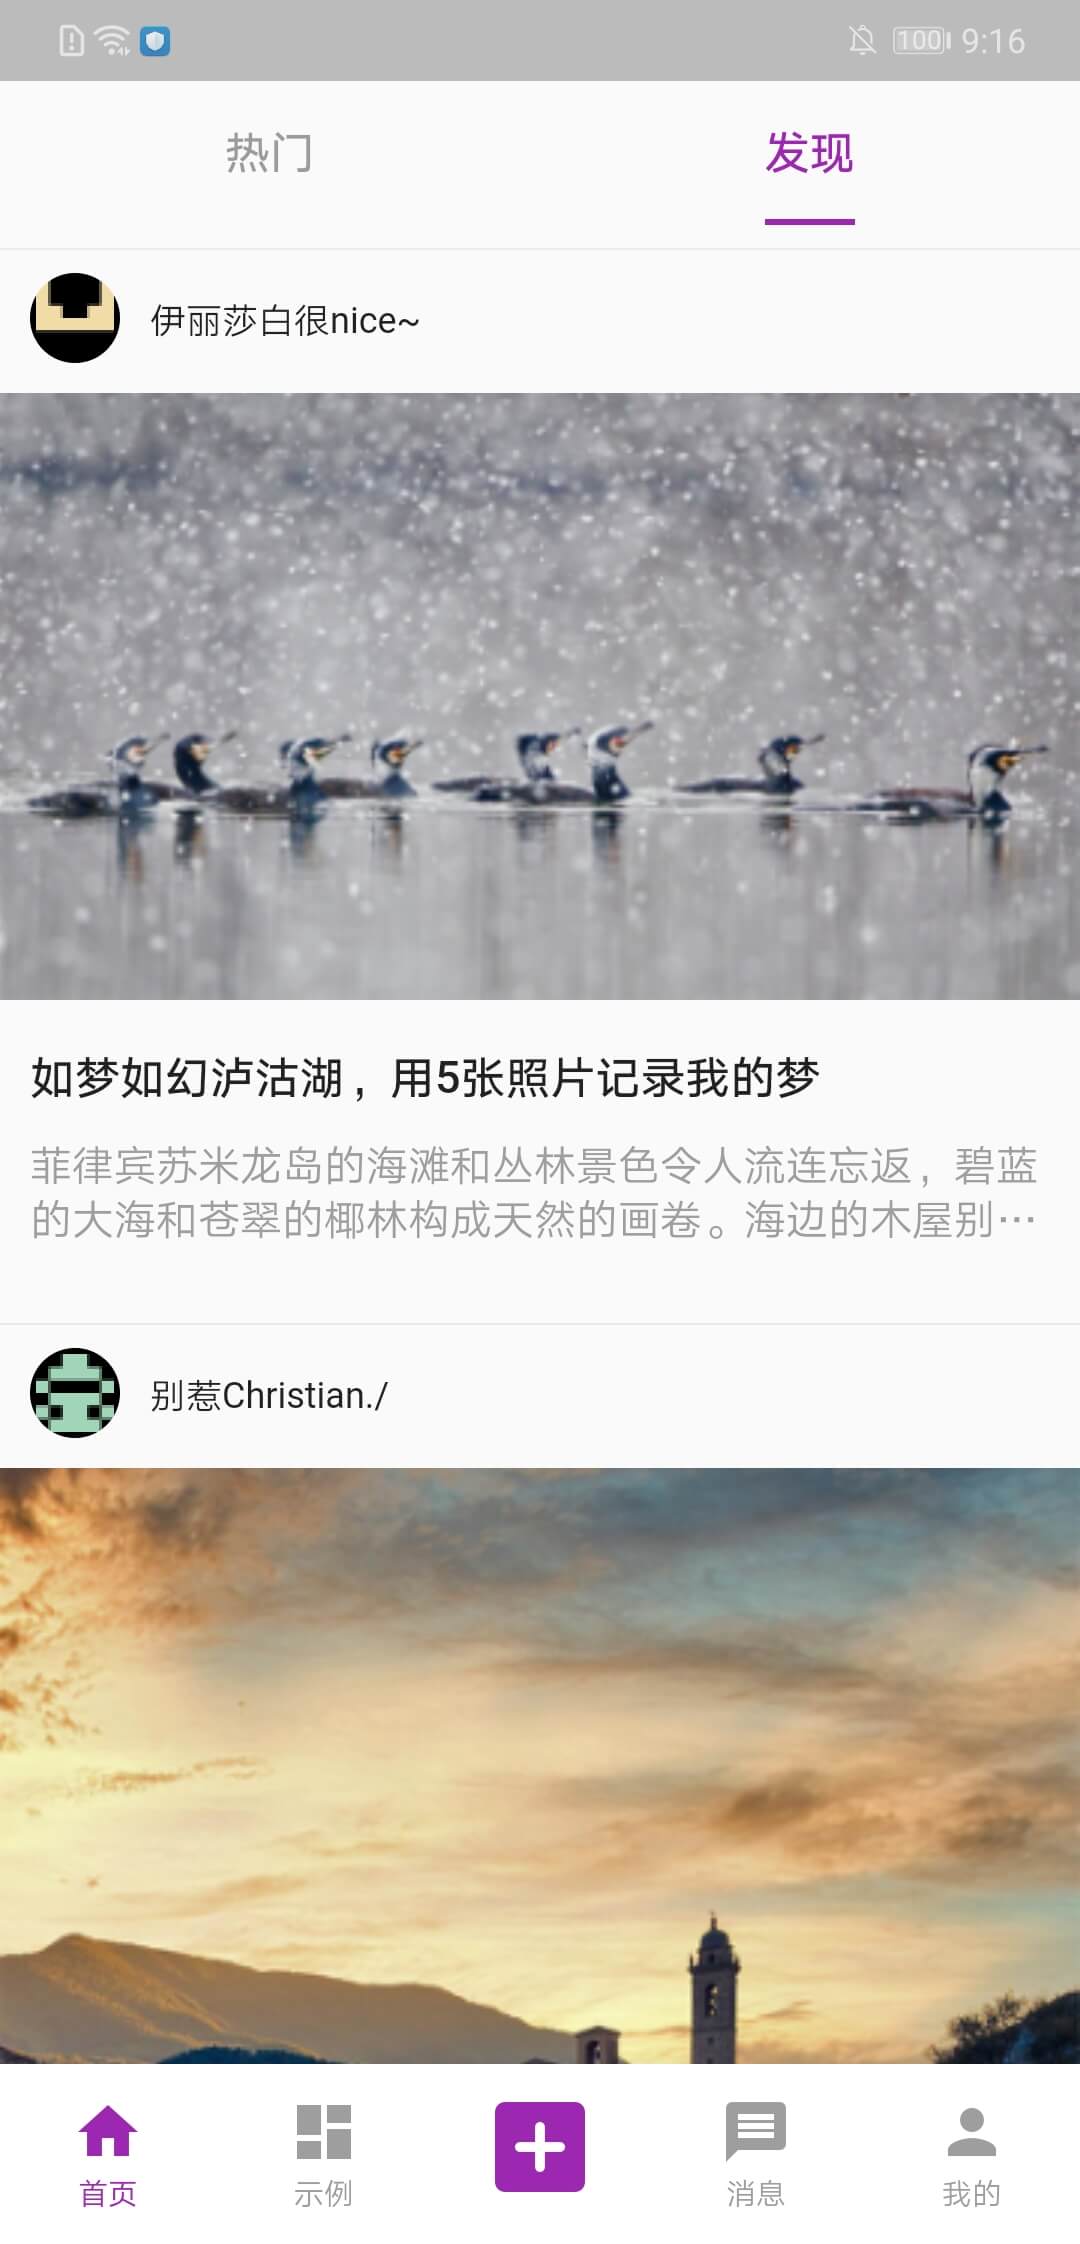 100 9:16
热门 发现
伊丽莎白很nice~
如梦如幻泸沽湖，用5张照片记录我的梦
菲律宾苏米龙岛的海滩和丛林景色令人流连忘返，碧蓝
的大海和苍翠的椰林构成天然的画卷。海边的木屋别…
别惹Christian./
首页 示例 消息 我的